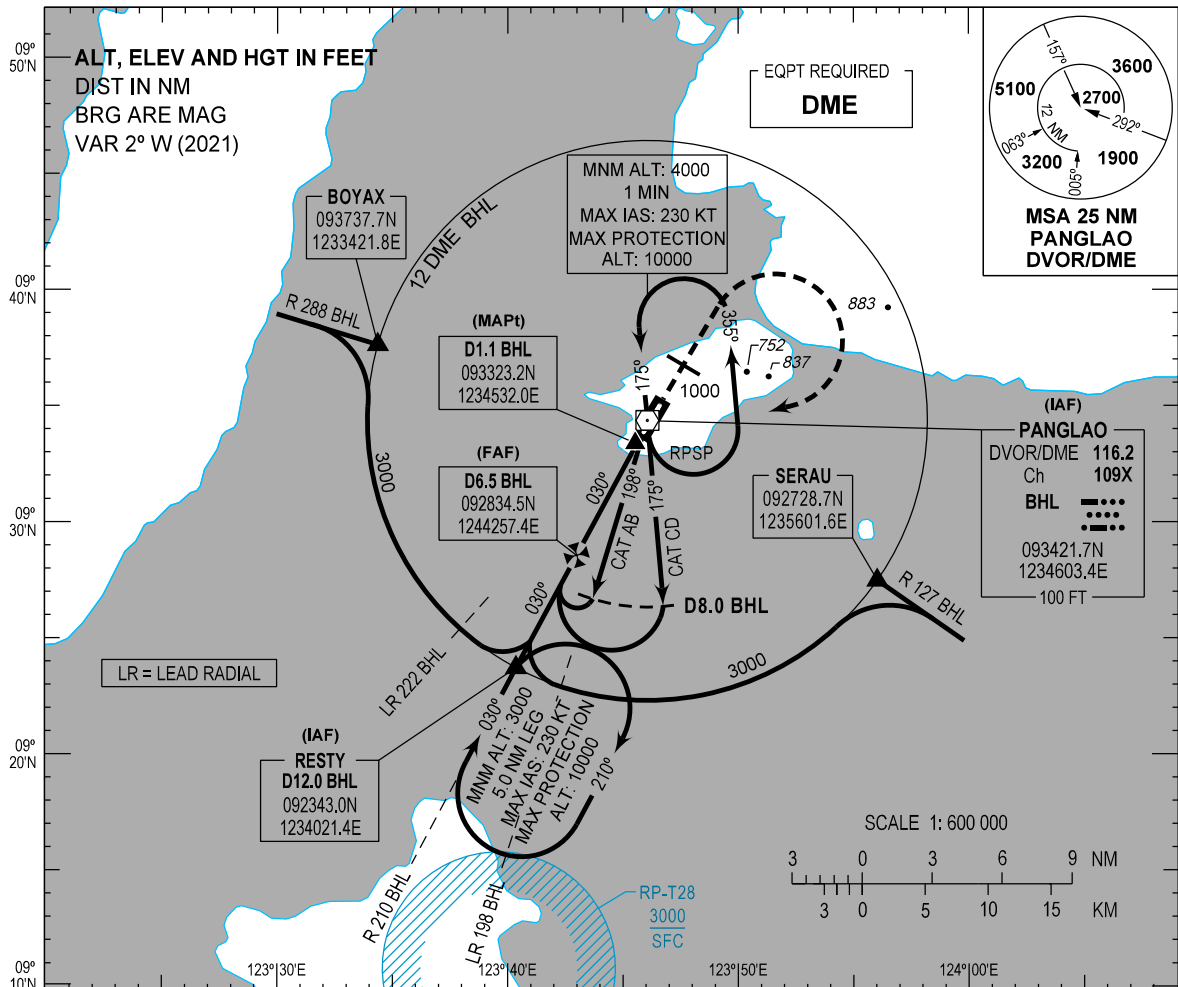 ALT, ELEV AND HGT IN FEET
DIST IN NM
BRG ARE MAG
VAR 2º W (2021)
EQPT REQUIRED
DME
157º
3600
5100
2700
12 NM
292º
063º
3200
005º
1900
MSA 25 NM
PANGLAO
DVOR/DME
BOYAX
093737.7N
1233421.8E
12 DME BHL
MNM ALT: 4000
1 MIN
MAX IAS: 230 KT
MAX PROTECTION
ALT: 10000
R 288 BHL
(MAPt)
D1.1 BHL
093323.2N
1234532.0E
175º
355º
1000
883
752
837
RPSP
(IAF)
PANGLAO
DVOR/DME 116.2
Ch 109X
BHL
093421.7N
1234603.4E
100 FT
(FAF)
D6.5 BHL
092834.5N
1244257.4E
3000
030º
198º
175º
CAT AB
CAT CD
SERAU
092728.7N
1235601.6E
R 127 BHL
D8.0 BHL
030º
3000
LR 222 BHL
LR = LEAD RADIAL
(IAF)
RESTY
D12.0 BHL
092343.0N
1234021.4E
030º
MNM ALT: 3000
5.0 NM LEG
MAX IAS: 230 KT
MAX PROTECTION
ALT: 10000
210º
R 210 BHL
LR 198 BHL
RP-T28
3000
SFC
SCALE 1: 600 000
3 0 3 6 9 NM
3 0 5 10 15 KM
09º
50'N
09º
40'N
09º
30'N
09º
20'N
09º
10'N
123º30'E
123º40'E
123º50'E
124º00'E